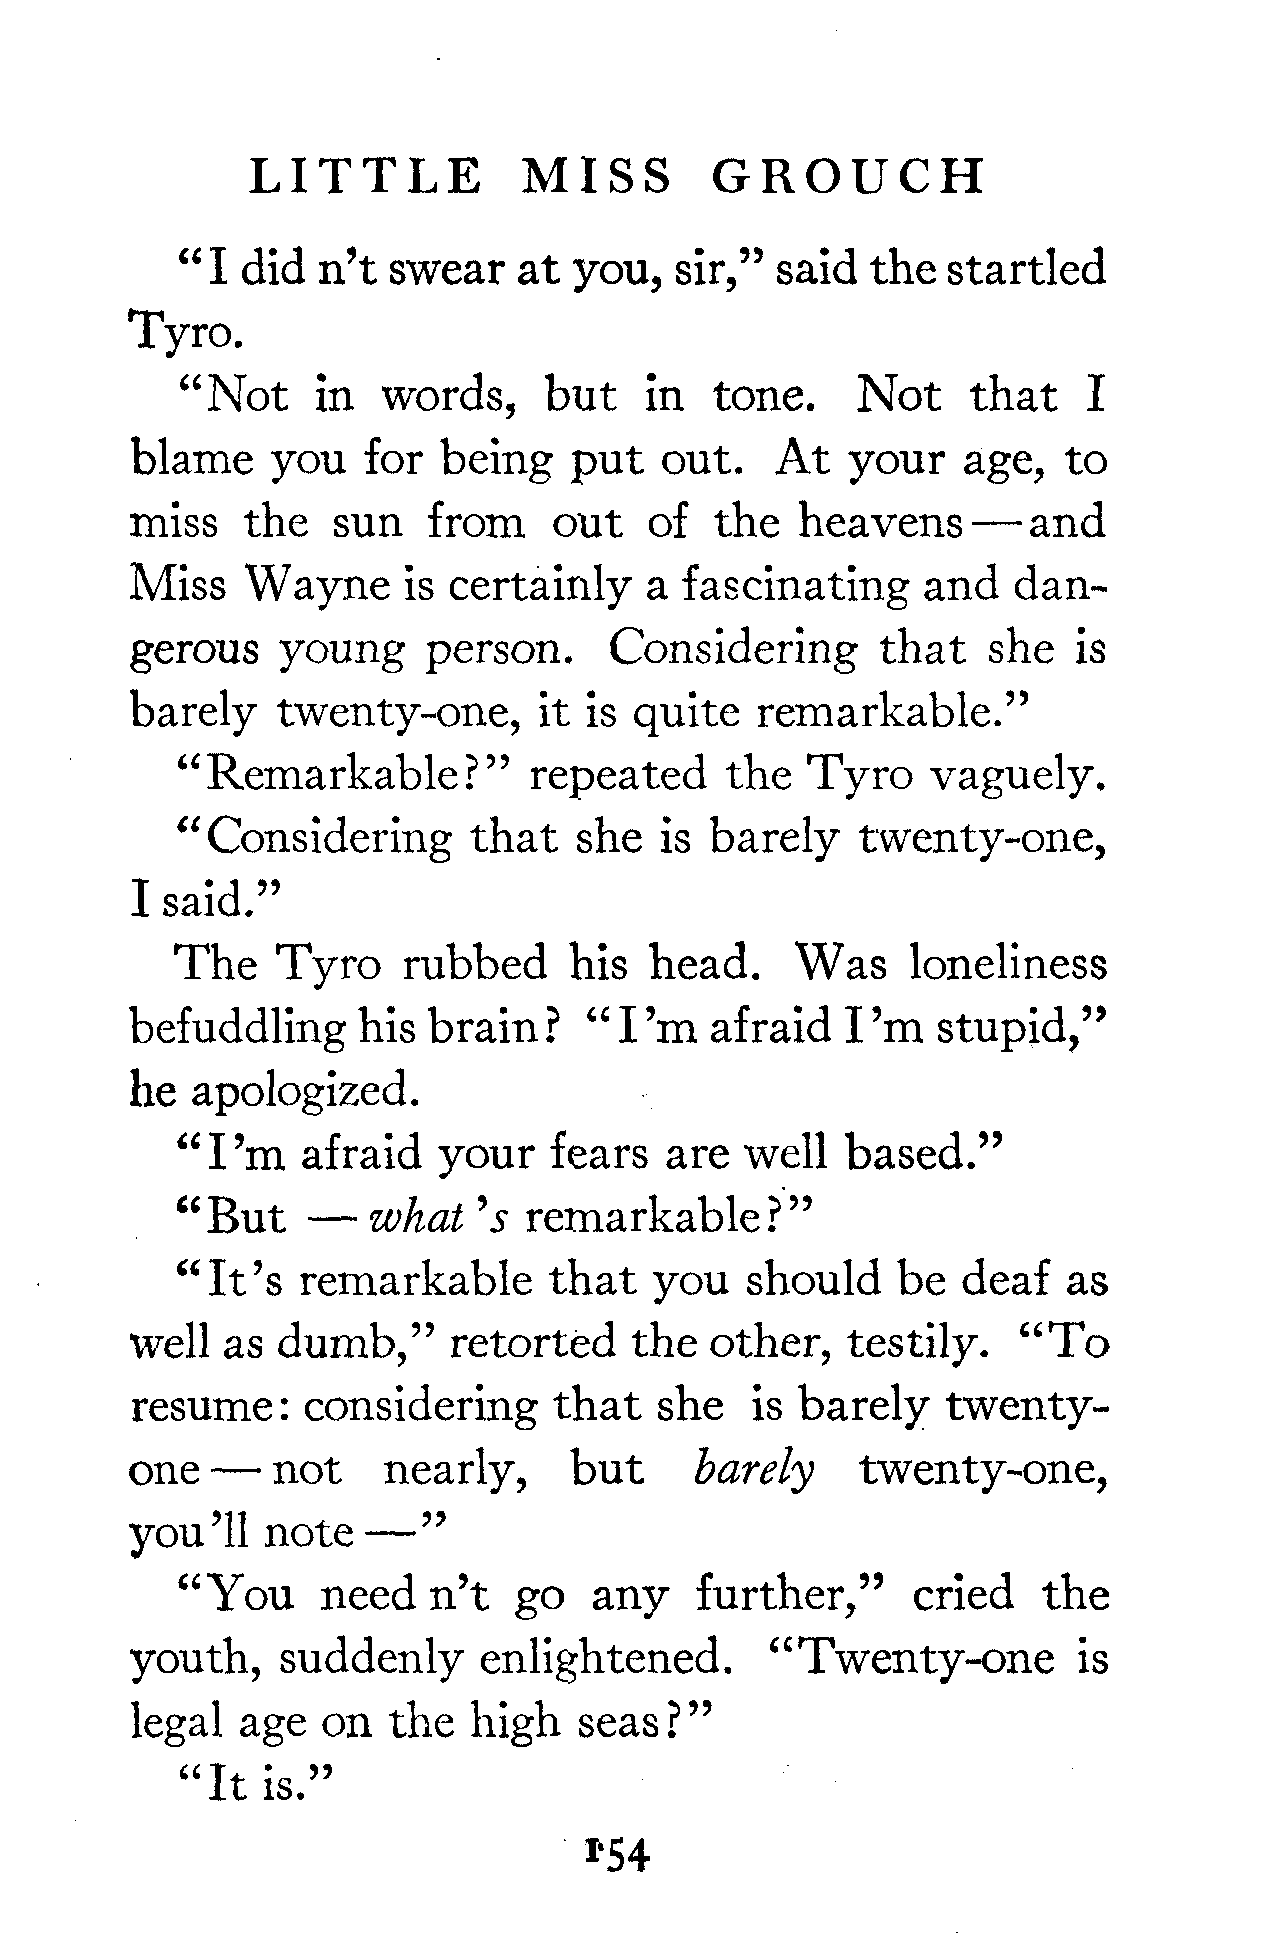 LITTLE MISS GROUCH
"I did n't swear at you, sir," said the startled
Tyro.
"Not in words, but in tone. Not that I
blame you for being put out. At your age, to
miss the sun from out of the heavens — and
Miss Wayne is certainly a fascinating and dan-
gerous young person. Considering that she is
barely twenty-one, it is quite remarkable."
"Remarkable?" repeated the Tyro vaguely.
"Considering that she is barely twenty-one,
I said."
The Tyro rubbed his head. Was loneliness
befuddling his brain? "I 'm afraid I 'm stupid,"
he apologized.
"I 'm afraid your fears are well based."
"But — what 's remarkable?"
"It 's remarkable that you should be deaf as
well as dumb," retorted the other, testily. "To
resume: considering that she is barely twenty-
one — not nearly, but barely twenty-one,
you 'll note —"
"You need n't go any further," cried the
youth, suddenly enlightened. "Twenty-one is
legal age on the high seas?"
"It is."
154